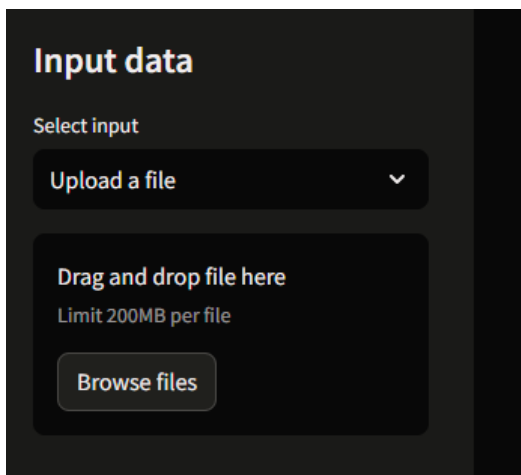 Input data
Select input
Upload a file
Drag and drop file here
Limit 200MB per file
Browse files